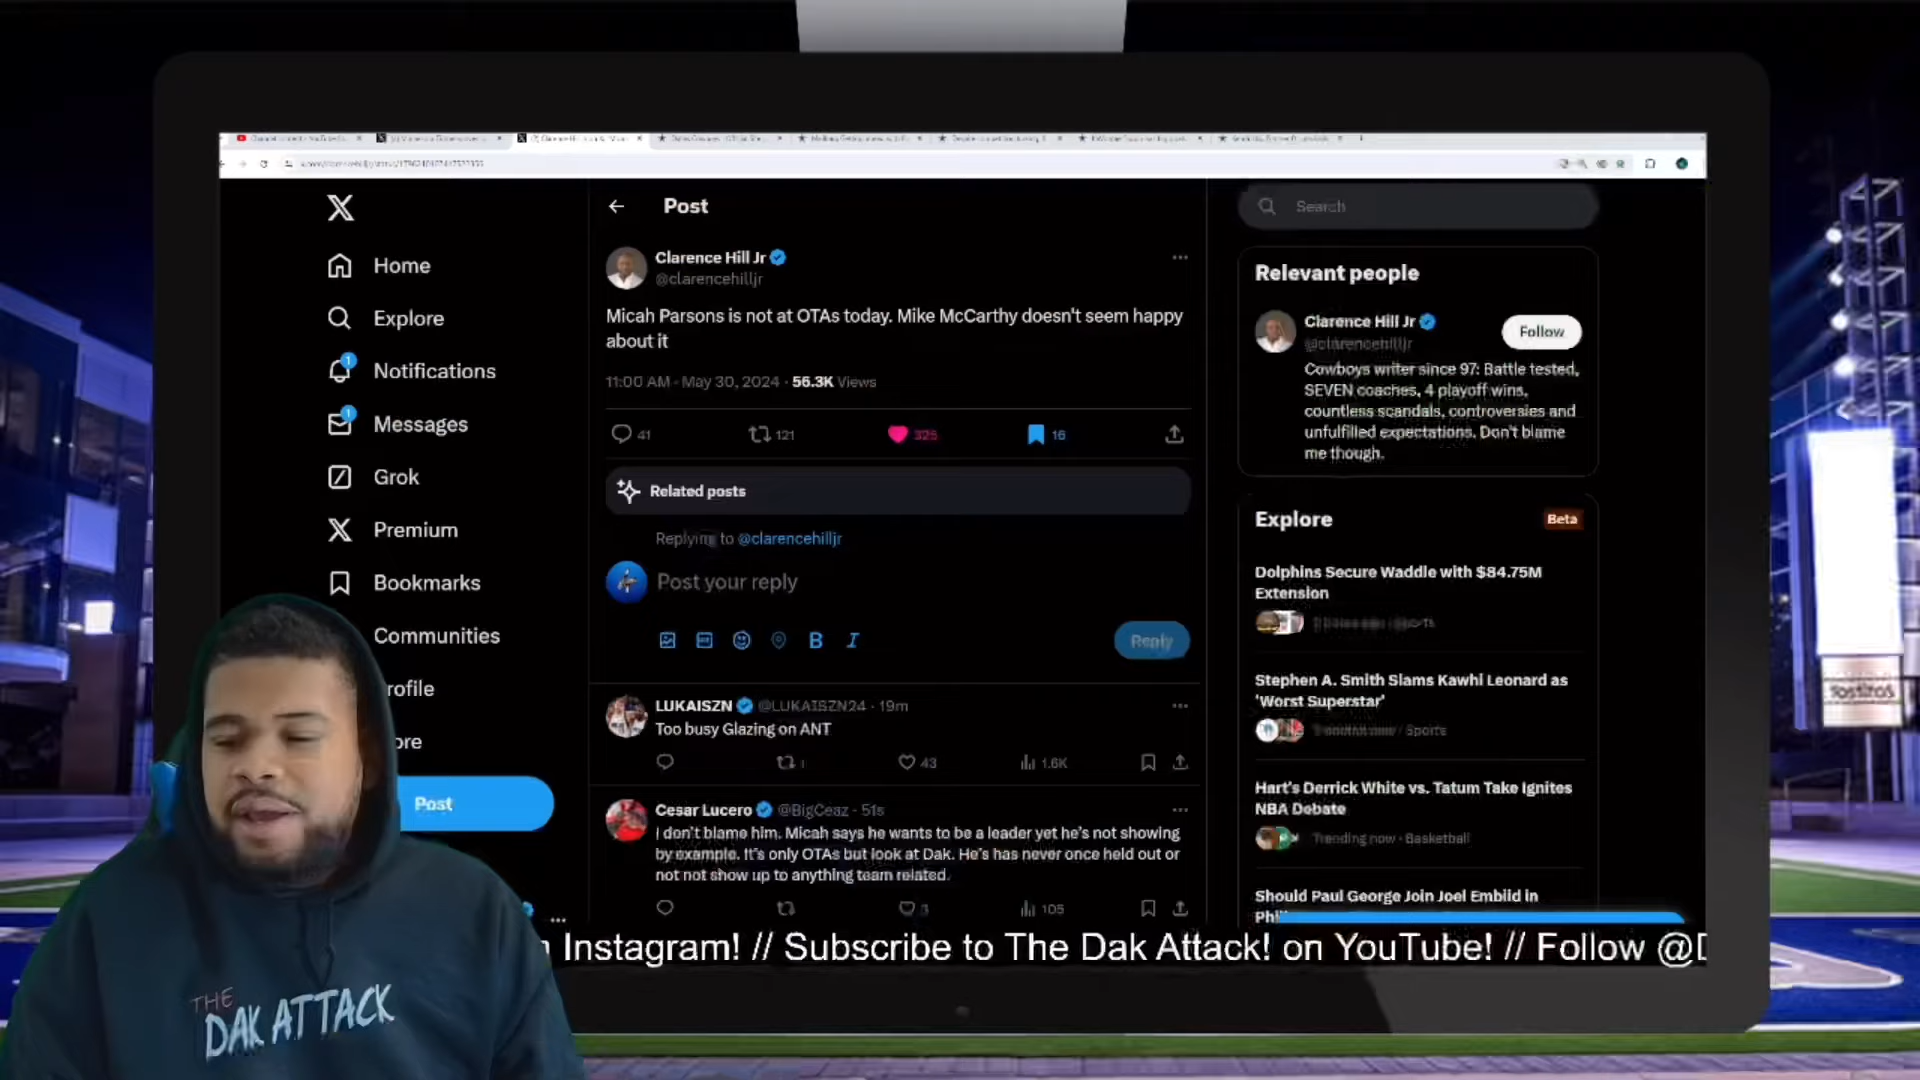 Home
Explore
1
Notifications
1
Messages
Grok
Premium
Bookmarks
Communities
rofile
ore
Post
Post
Clarence Hill Jr
@clarencehilljr
Micah Parsons is not at OTAs today. Mike McCarthy doesn't seem happy
about it
11:00 AM · May 30, 2024 · 56.3K Views
41 121 325 16
Related posts
Replying to @clarencehilljr
Post your reply
B I
Reply
LUKAISZN @LUKAISZN24 · 19m
Too busy Glazing on ANT
1 43 1.6K
Cesar Lucero @BigCeaz · 51s
I don't blame him. Micah says he wants to be a leader yet he's not showing
by example. It's only OTAs but look at Dak. He's has never once held out or
not not show up to anything team related.
3 105
Search
Relevant people
Clarence Hill Jr
@clarencehilljr
Follow
Cowboys writer since 97: Battle tested,
SEVEN coaches, 4 playoff wins,
countless scandals, controversies and
unfulfilled expectations. Don't blame
me though.
Explore
Beta
Dolphins Secure Waddle with $84.75M
Extension
Stephen A. Smith Slams Kawhi Leonard as
'Worst Superstar'
Sports
Hart's Derrick White vs. Tatum Take Ignites
NBA Debate
Trending now · Basketball
Should Paul George Join Joel Embiid in
Phil
Instagram! // Subscribe to The Dak Attack! on YouTube! // Follow @D
THE
DAK ATTACK
Tostitos